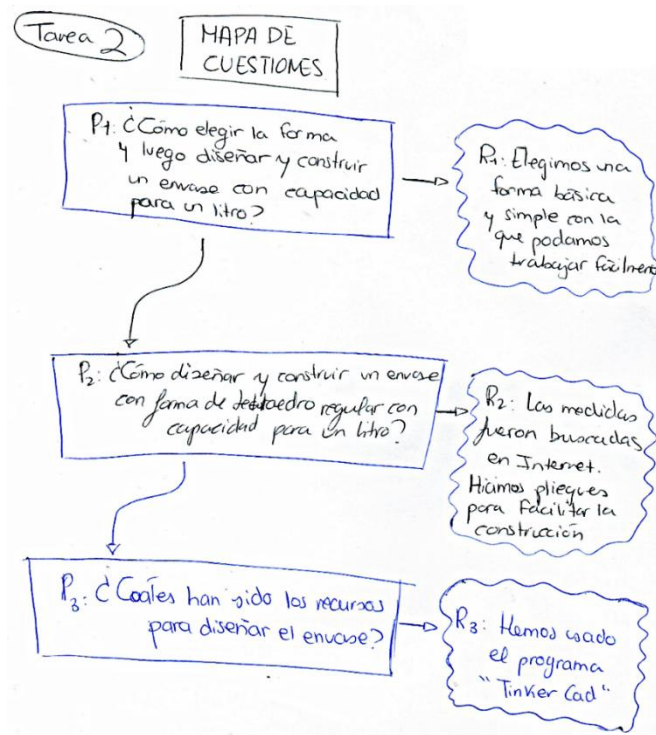 Tarea 2
MAPA DE
CUESTIONES
P1: ¿Cómo elegir la forma
y luego diseñar y construir
un envase con capacidad
para un litro?
R1: Elegimos una
forma básica
y simple con la
que podamos
trabajar fácilment
P2: ¿Cómo diseñar y construir un envase
con forma de tetraedro regular con
capacidad para un litro?
R2: Las medidas
fueron buscadas
en Internet.
Hicimos pliegues
para facilitar la
construcción
P3: ¿Cuáles han sido los recursos
para diseñar el envase?
R3: Hemos usado
el programa
"Tinker Cad"